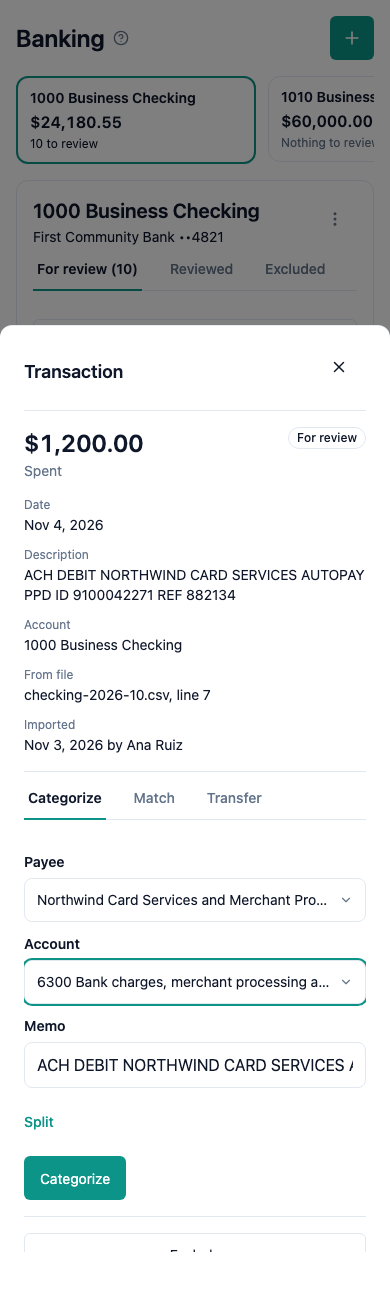 Banking
1000 Business Checking
$24,180.55
10 to review
1010 Business
$60,000.00
Nothing to review
1000 Business Checking
First Community Bank ••4821
For review (10)
Reviewed
Excluded
Transaction
$1,200.00
For review
Spent
Date
Nov 4, 2026
Description
ACH DEBIT NORTHWIND CARD SERVICES AUTOPAY
PPD ID 9100042271 REF 882134
Account
1000 Business Checking
From file
checking-2026-10.csv, line 7
Imported
Nov 3, 2026 by Ana Ruiz
Categorize
Match
Transfer
Payee
Northwind Card Services and Merchant Pro...
Account
6300 Bank charges, merchant processing a...
Memo
ACH DEBIT NORTHWIND CARD SERVICES
Split
Categorize